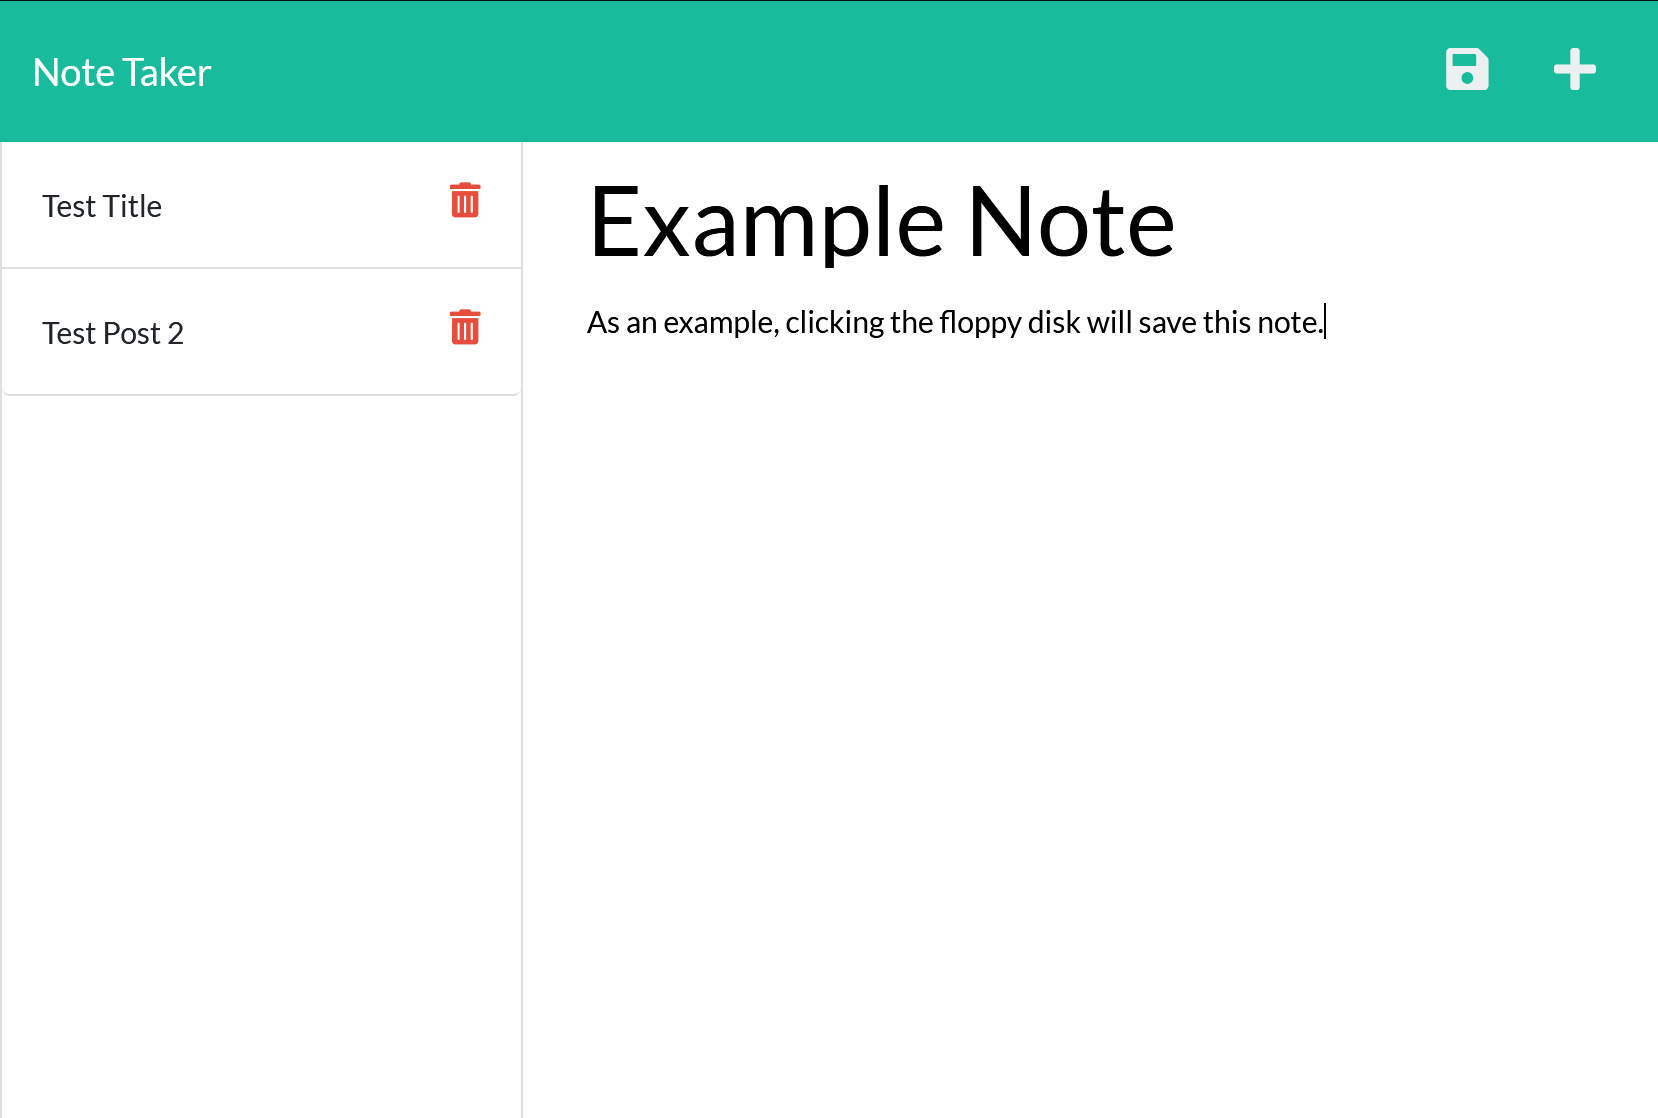 Note Taker
Test Title
Test Post 2
Example Note
As an example, clicking the floppy disk will save this note.